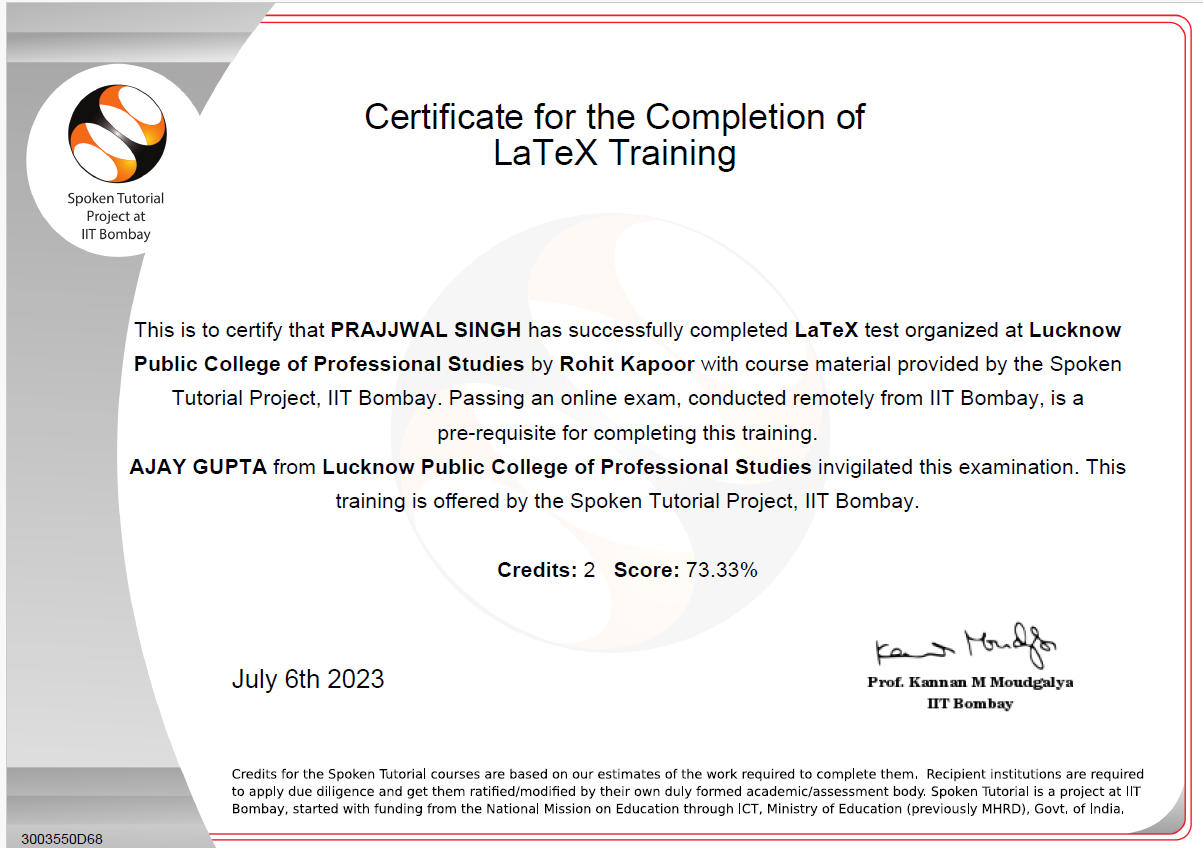 Certificate for the Completion of
LaTeX Training
Spoken Tutorial
Project at
IIT Bombay
This is to certify that PRAJJWAL SINGH has successfully completed LaTeX test organized at Lucknow
Public College of Professional Studies by Rohit Kapoor with course material provided by the Spoken
Tutorial Project, IIT Bombay. Passing an online exam, conducted remotely from IIT Bombay, is a
pre-requisite for completing this training.
AJAY GUPTA from Lucknow Public College of Professional Studies invigilated this examination. This
training is offered by the Spoken Tutorial Project, IIT Bombay.
Credits: 2 Score: 73.33%
July 6th 2023
Prof. Kannan M Moudgalya
IIT Bombay
Credits for the Spoken Tutorial courses are based on our estimates of the work required to complete them. Recipient institutions are required
to apply due diligence and get them ratified/modified by their own duly formed academic/assessment body. Spoken Tutorial is a project at IIT
Bombay, started with funding from the National Mission on Education through ICT, Ministry of Education (previously MHRD), Govt. of India.
3003550D68